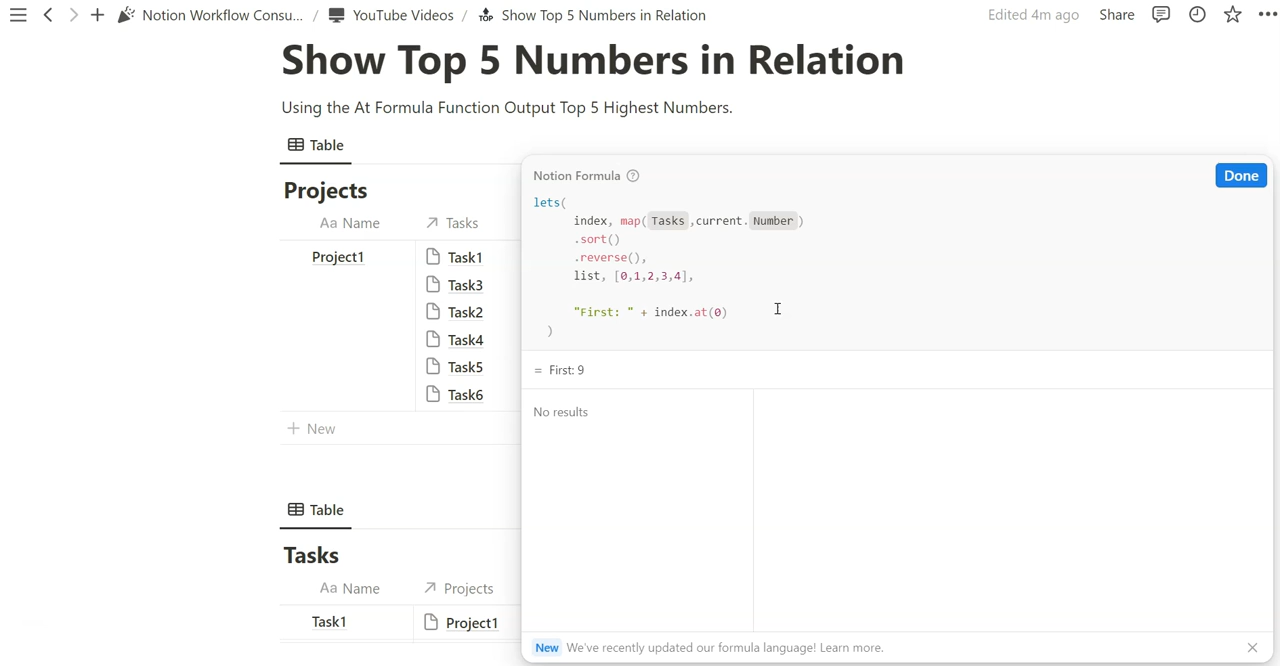 Notion Workflow Consu... / YouTube Videos / TOP Show Top 5 Numbers in Relation Edited 4m ago Share
Show Top 5 Numbers in Relation
Using the At Formula Function Output Top 5 Highest Numbers.
Table
Projects
Aa Name Tasks
Project1 Task1
Task3
Task2
Task4
Task5
Task6
+ New
Table
Tasks
Aa Name Projects
Task1 Project1
Notion Formula ? Done
lets(
index, map( Tasks ,current. Number )
.sort()
.reverse(),
list, [0,1,2,3,4],
"First: " + index.at(0)
)
= First: 9
No results
New We've recently updated our formula language! Learn more.